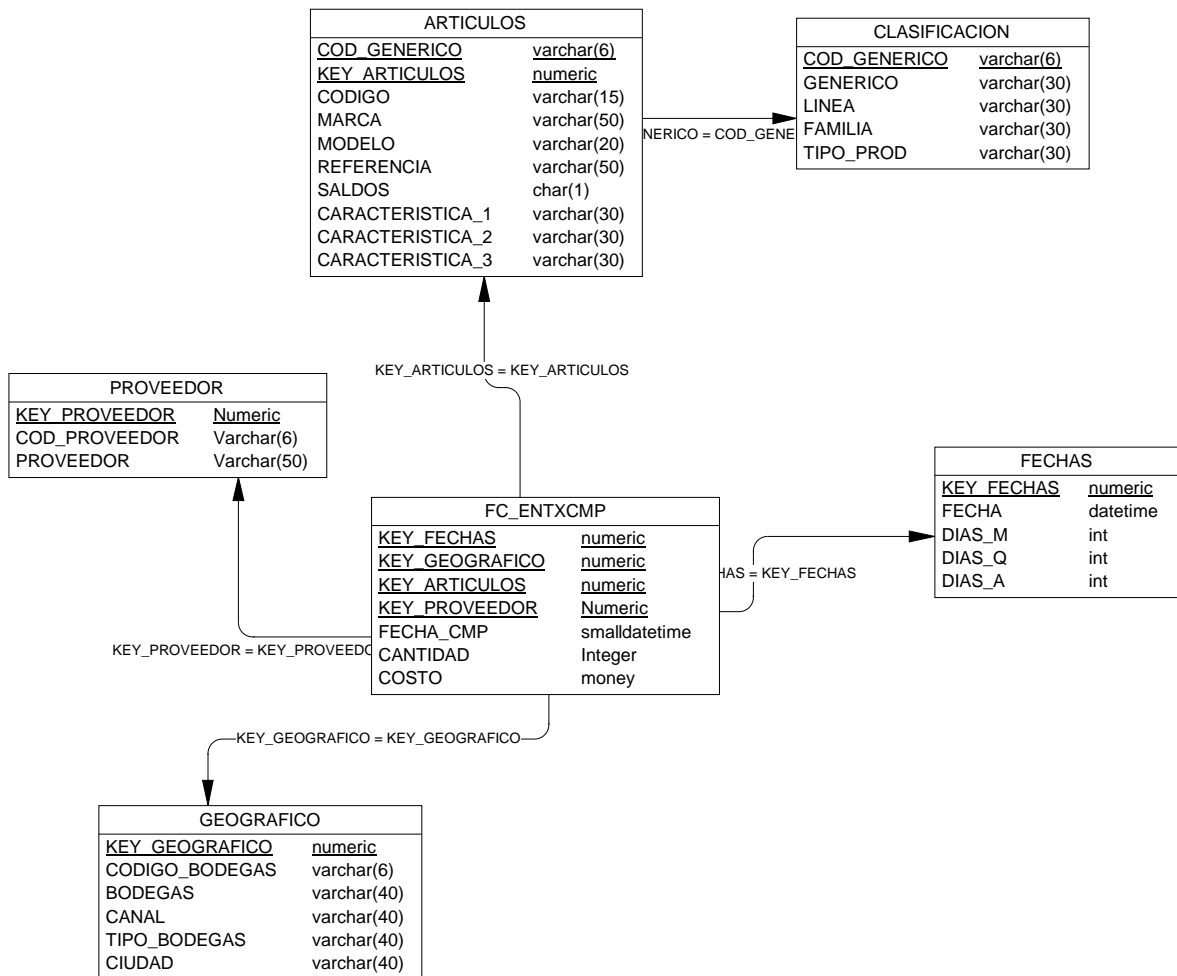 ARTICULOS
COD_GENERICO varchar(6)
KEY_ARTICULOS numeric
CODIGO varchar(15)
MARCA varchar(50)
MODELO varchar(20)
REFERENCIA varchar(50)
SALDOS char(1)
CARACTERISTICA_1 varchar(30)
CARACTERISTICA_2 varchar(30)
CARACTERISTICA_3 varchar(30)
NERICO = COD_GENE
CLASIFICACION
COD_GENERICO varchar(6)
GENERICO varchar(30)
LINEA varchar(30)
FAMILIA varchar(30)
TIPO_PROD varchar(30)
KEY_ARTICULOS = KEY_ARTICULOS
PROVEEDOR
KEY_PROVEEDOR Numeric
COD_PROVEEDOR Varchar(6)
PROVEEDOR Varchar(50)
FECHAS
KEY_FECHAS numeric
FECHA datetime
DIAS_M int
DIAS_Q int
DIAS_A int
FC_ENTXCMP
KEY_FECHAS numeric
KEY_GEOGRAFICO numeric
KEY_ARTICULOS numeric
KEY_PROVEEDOR Numeric
FECHA_CMP smalldatetime
CANTIDAD Integer
COSTO money
HAS = KEY_FECHAS
KEY_PROVEEDOR = KEY_PROVEEDO
KEY_GEOGRAFICO = KEY_GEOGRAFICO
GEOGRAFICO
KEY_GEOGRAFICO numeric
CODIGO_BODEGAS varchar(6)
BODEGAS varchar(40)
CANAL varchar(40)
TIPO_BODEGAS varchar(40)
CIUDAD varchar(40)